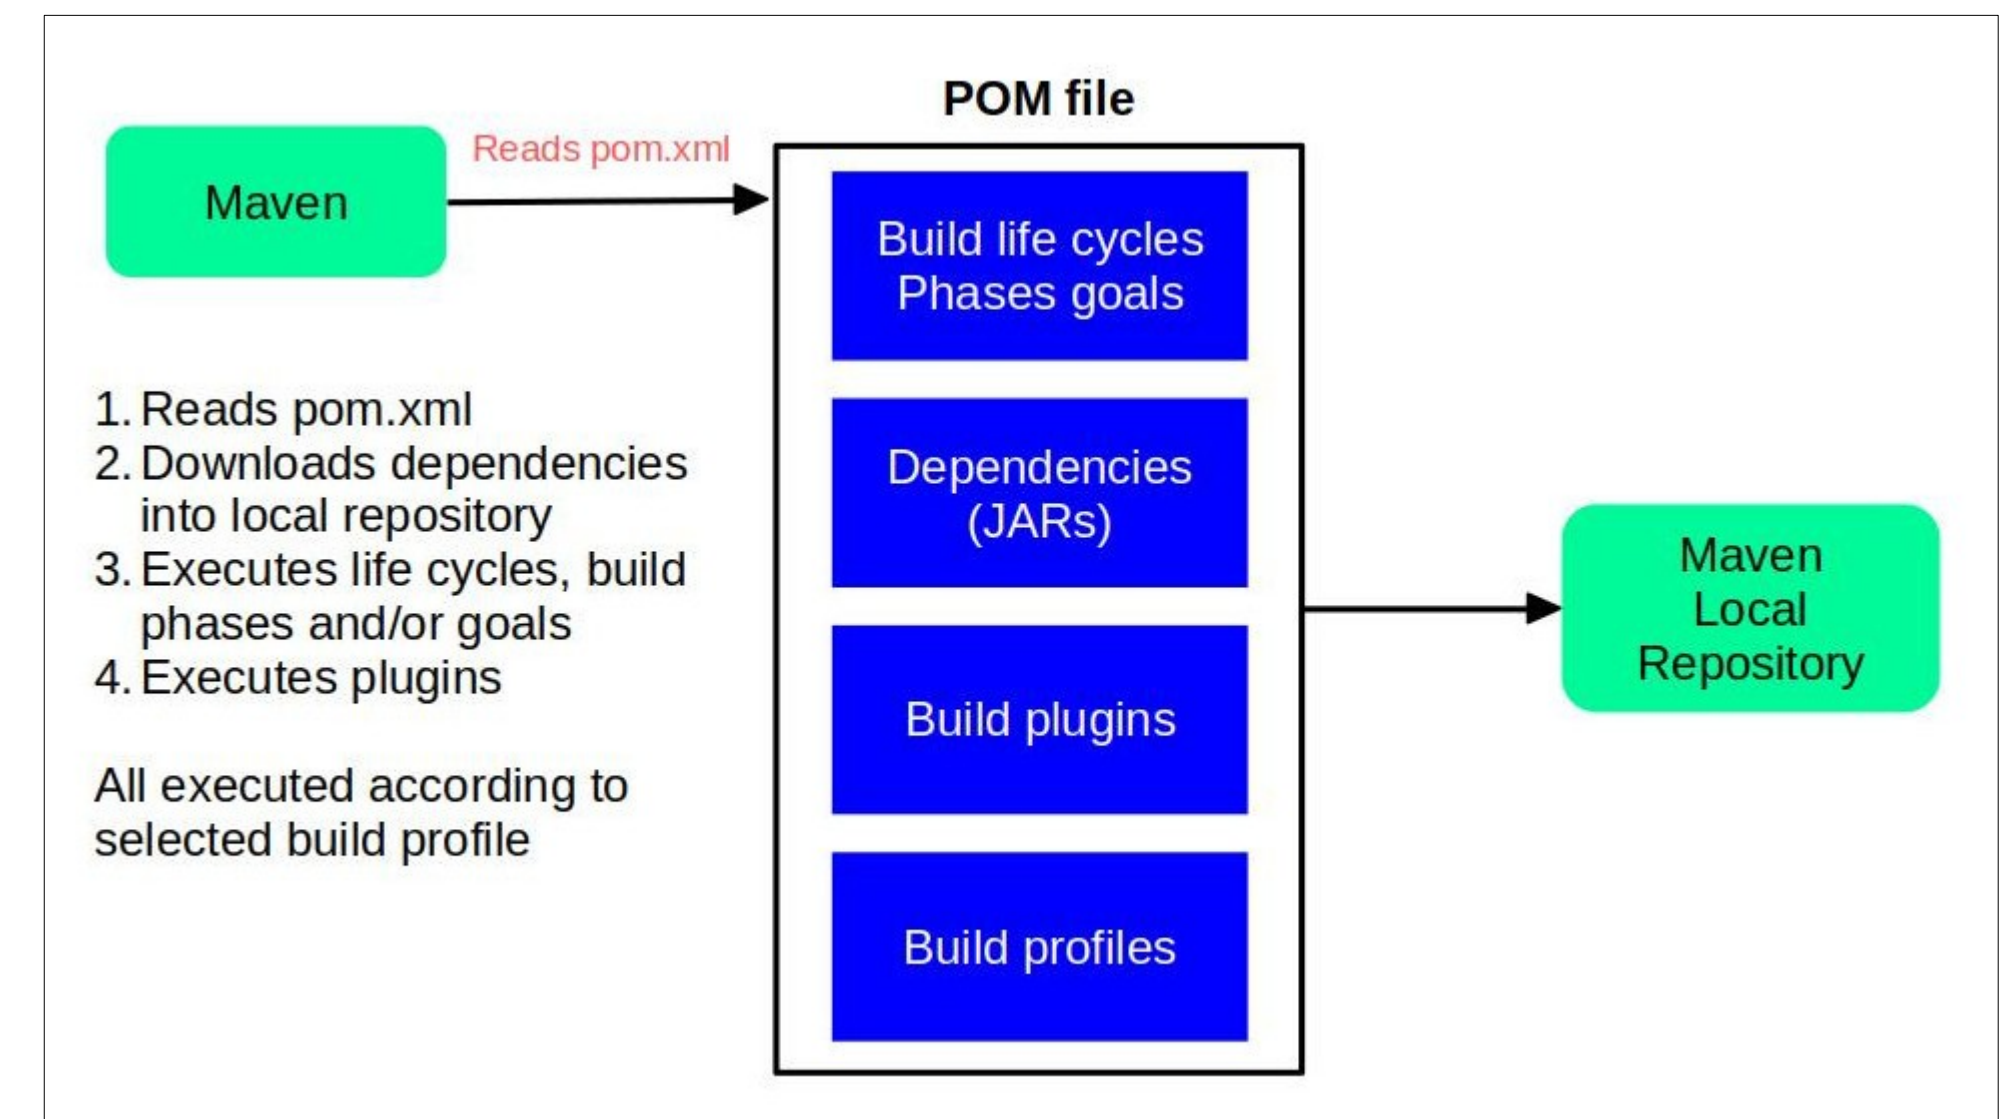 POM file
Maven
Reads pom.xml
Build life cycles
Phases goals
Dependencies
(JARs)
Build plugins
Build profiles
Maven
Local
Repository
1. Reads pom.xml
2. Downloads dependencies
into local repository
3. Executes life cycles, build
phases and/or goals
4. Executes plugins
All executed according to
selected build profile